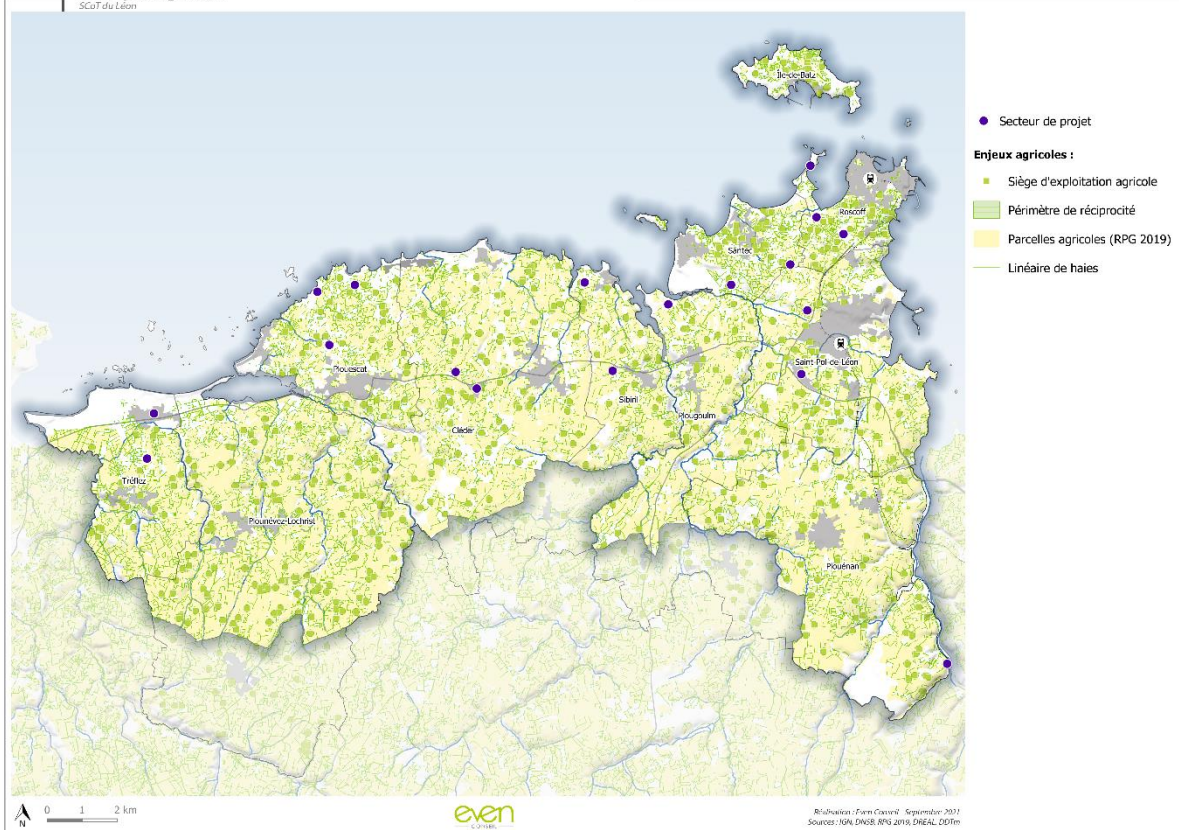 SCoT du Léon
Île-de-Batz
Roscoff
Santec
Saint-Pol-de-Léon
Plouescat
Sibiril
Plougoulm
Cléder
Tréflez
Plounévez-Lochrist
Plouénan
Secteur de projet
Enjeux agricoles :
Siège d'exploitation agricole
Périmètre de réciprocité
Parcelles agricoles (RPG 2019)
Linéaire de haies
N
0 1 2 km
even
CONSEIL
Réalisation : Even Conseil - Septembre 2021
Sources : IGN, DNSB, RPG 2019, DREAL, DDTm